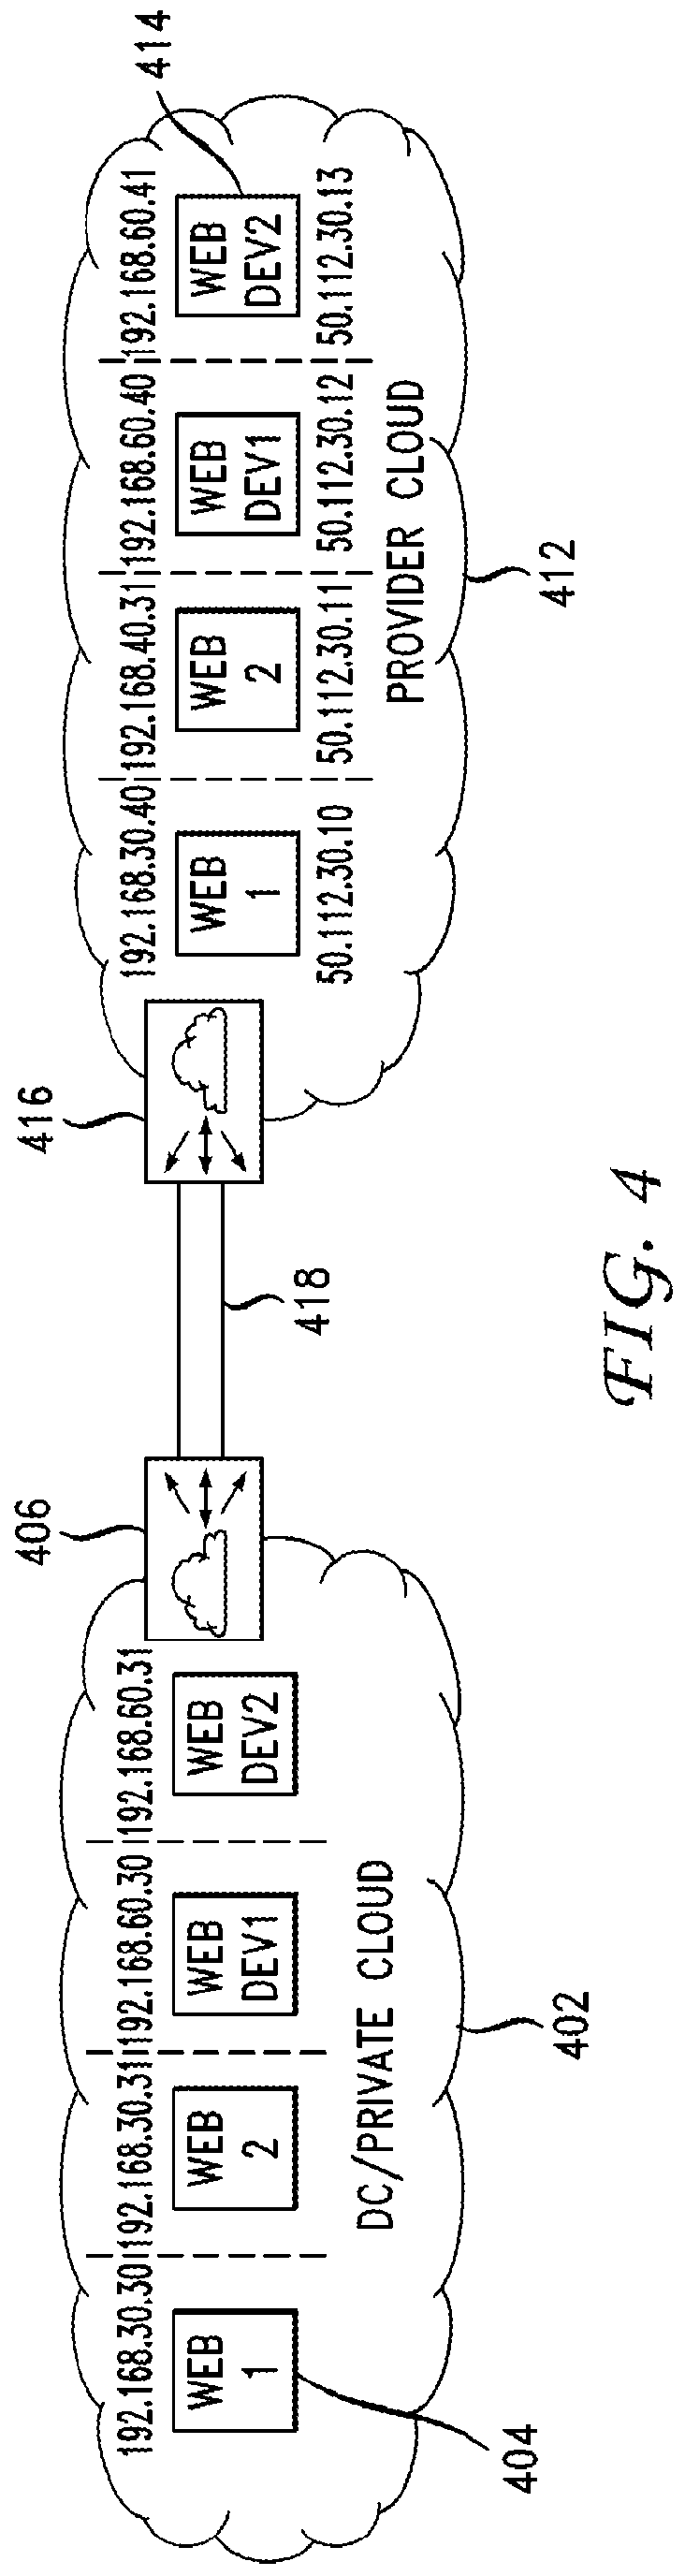 192.168.30.30
192.168.30.31
192.168.60.30
192.168.60.31
WEB
1
WEB
2
WEB
DEV1
WEB
DEV2
DC/PRIVATE CLOUD
404
402
406
418
416
192.168.30.40
192.168.40.31
192.168.60.40
192.168.60.41
WEB
1
WEB
2
WEB
DEV1
WEB
DEV2
50.112.30.10
50.112.30.11
50.112.30.12
50.112.30.13
PROVIDER CLOUD
414
412
FIG. 4